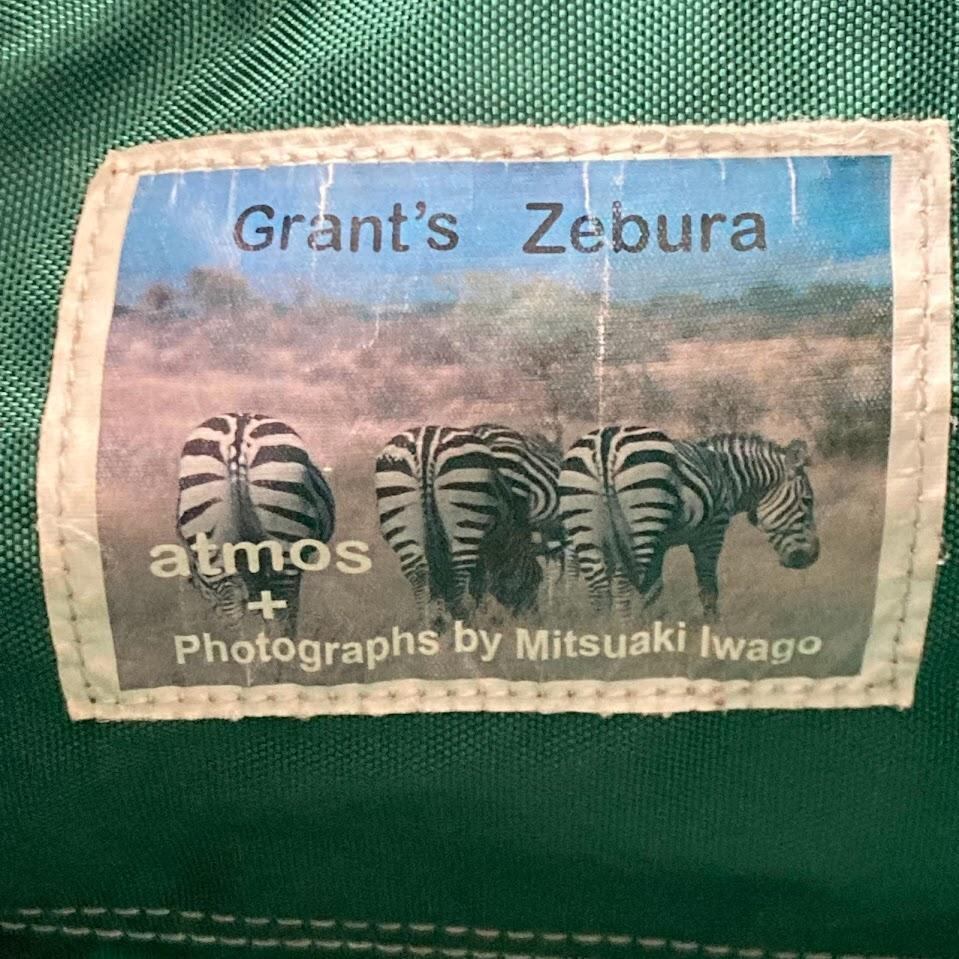 Grant's Zebura
atmos
+
Photographs by Mitsuaki Iwago